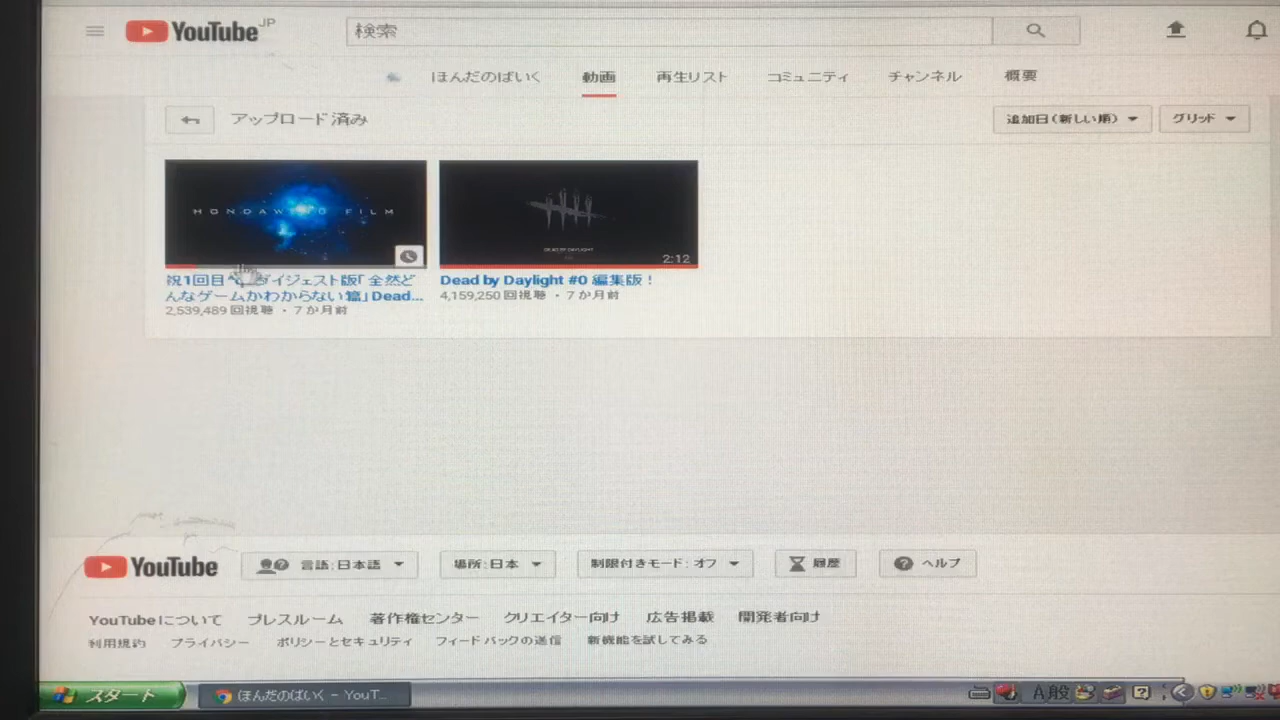 YouTube JP
検索
ほんだのばいく 動画 再生リスト コミュニティ チャンネル 概要
アップロード済み 追加日(新しい順) グリッド
HONDAWI O FILM
DEAD BY DAYLIGHT
2:12
祝1回目 ダイジェスト版「全然ど
んなゲームかわからない篇」Dead...
2,539,489 回視聴 ・ 7 か月前
Dead by Daylight #0 編集版！
4,159,250 回視聴 ・ 7 か月前
YouTube 言語:日本語 場所:日本 制限付きモード: オフ 履歴 ヘルプ
YouTubeについて プレスルーム 著作権センター クリエイター向け 広告掲載 開発者向け
利用規約 プライバシー ポリシーとセキュリティ フィードバックの送信 新機能を試してみる
スタート ほんだのばいく - YouT... A般